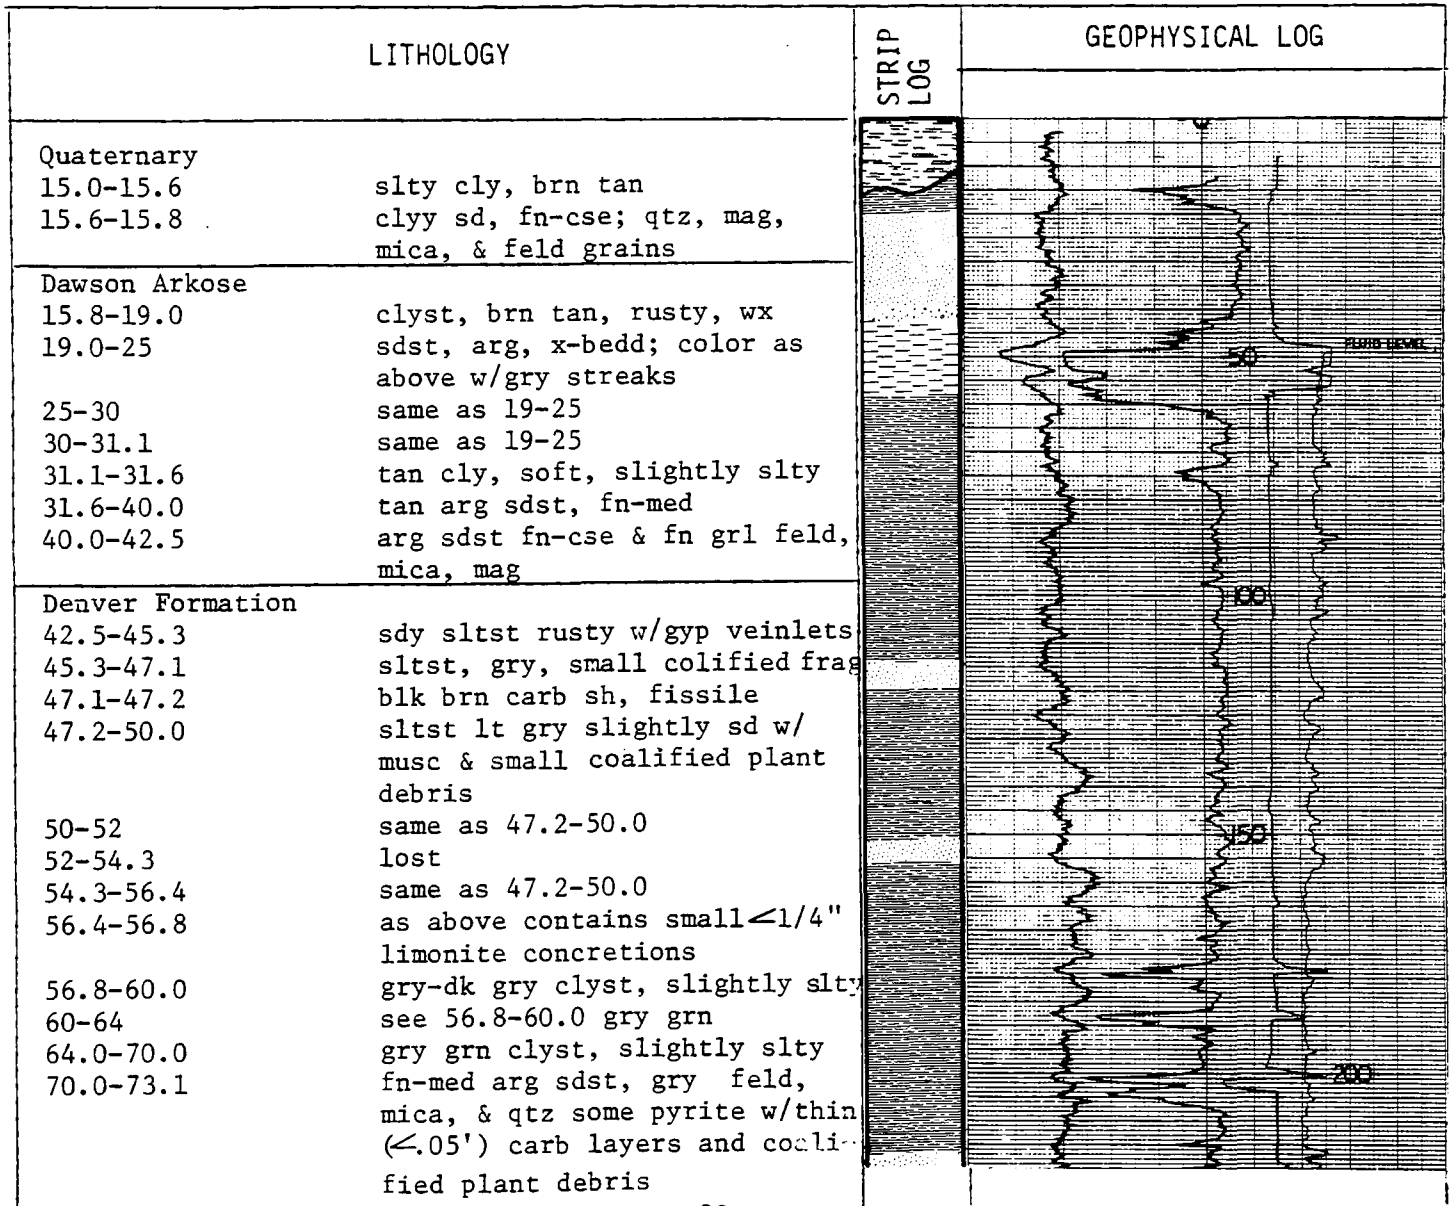 LITHOLOGY
STRIP LOG
GEOPHYSICAL LOG
Quaternary
15.0-15.6 slty cly, brn tan
15.6-15.8 clyy sd, fn-cse; qtz, mag,
mica, & feld grains
Dawson Arkose
15.8-19.0 clyst, brn tan, rusty, wx
19.0-25 sdst, arg, x-bedd; color as
above w/gry streaks
25-30 same as 19-25
30-31.1 same as 19-25
31.1-31.6 tan cly, soft, slightly slty
31.6-40.0 tan arg sdst, fn-med
40.0-42.5 arg sdst fn-cse & fn grl feld,
mica, mag
Denver Formation
42.5-45.3 sdy sltst rusty w/gyp veinlets
45.3-47.1 sltst, gry, small colified frag
47.1-47.2 blk brn carb sh, fissile
47.2-50.0 sltst lt gry slightly sd w/
musc & small coalified plant
debris
50-52 same as 47.2-50.0
52-54.3 lost
54.3-56.4 same as 47.2-50.0
56.4-56.8 as above contains small <1/4"
limonite concretions
56.8-60.0 gry-dk gry clyst, slightly slty
60-64 see 56.8-60.0 gry grn
64.0-70.0 gry grn clyst, slightly slty
70.0-73.1 fn-med arg sdst, gry feld,
mica, & qtz some pyrite w/thin
(<.05') carb layers and coali-
fied plant debris
FLUID LEVEL
50
100
150
200